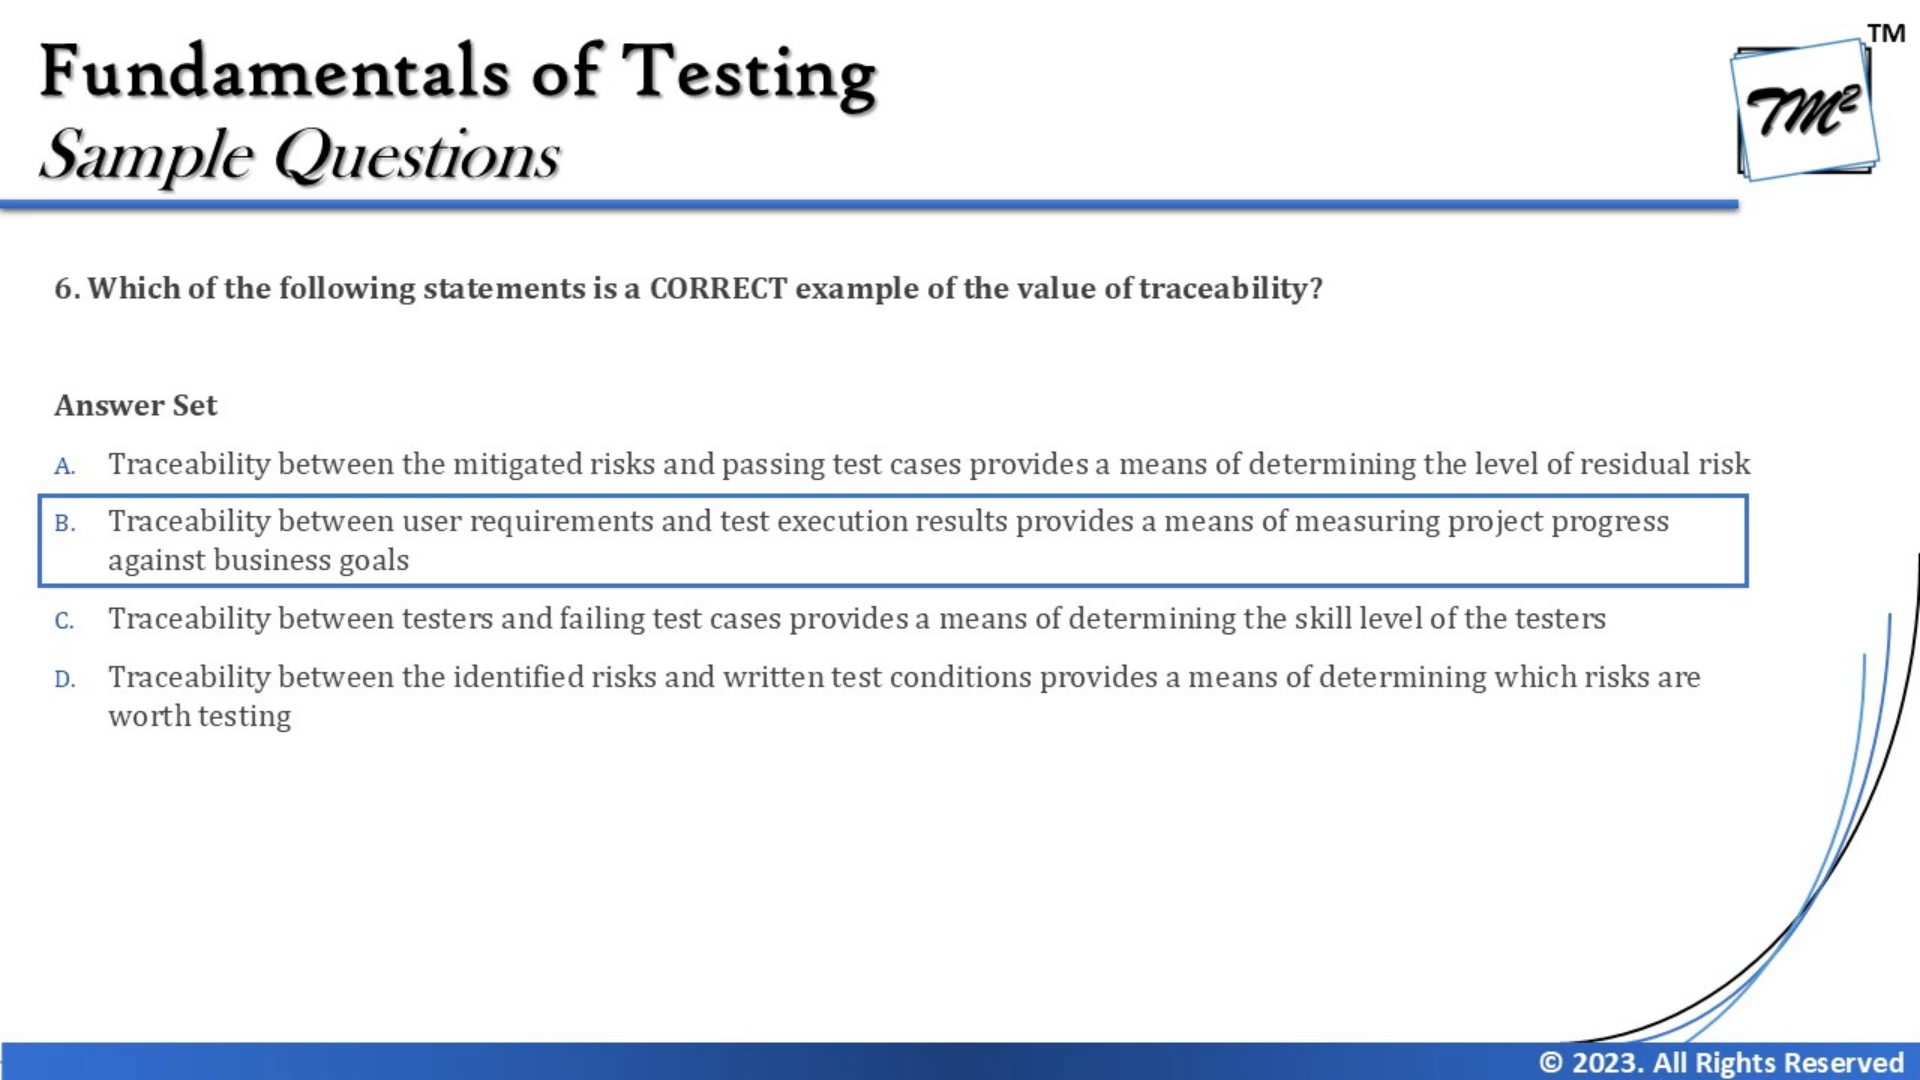 Fundamentals of Testing
Sample Questions
TM
TM²
6. Which of the following statements is a CORRECT example of the value of traceability?
Answer Set
A. Traceability between the mitigated risks and passing test cases provides a means of determining the level of residual risk
B. Traceability between user requirements and test execution results provides a means of measuring project progress
against business goals
C. Traceability between testers and failing test cases provides a means of determining the skill level of the testers
D. Traceability between the identified risks and written test conditions provides a means of determining which risks are
worth testing
© 2023. All Rights Reserved